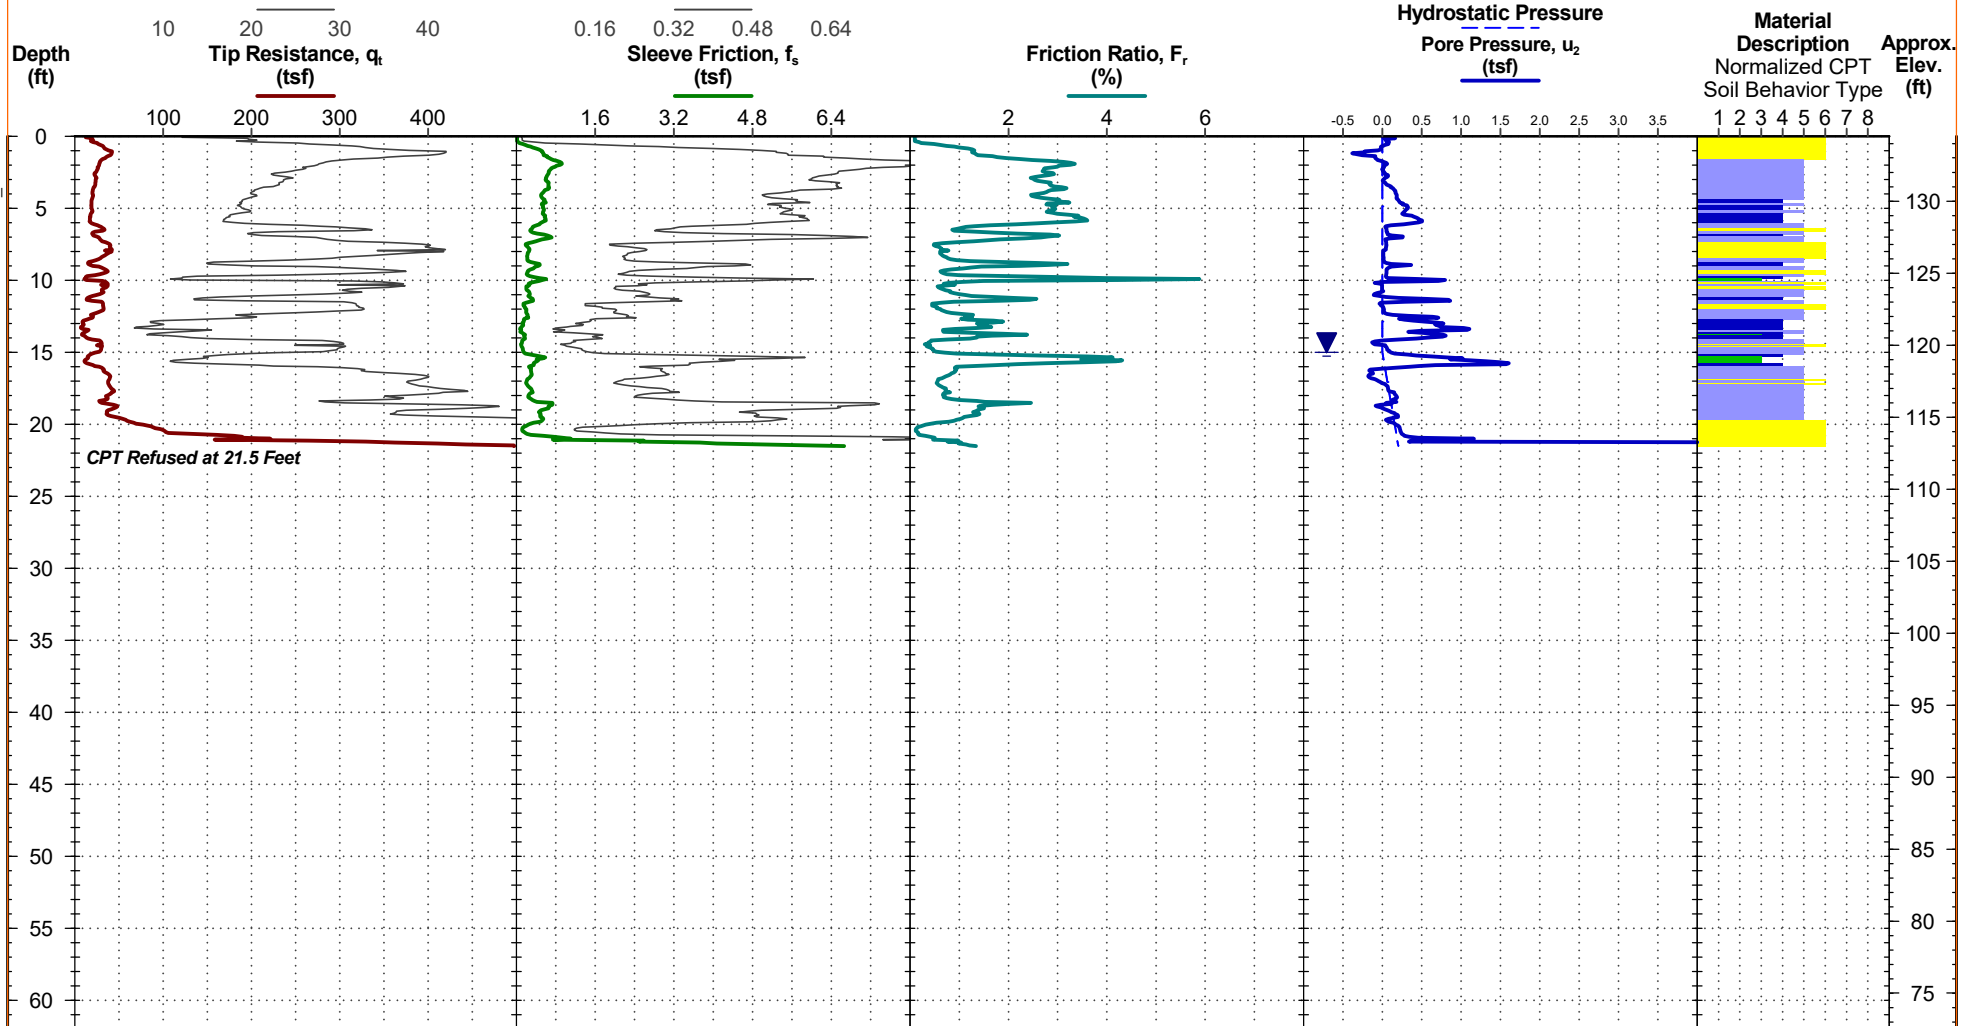 Depth
(ft)
10 20 30 40
Tip Resistance, qt
(tsf)
100 200 300 400
0.16 0.32 0.48 0.64
Sleeve Friction, fs
(tsf)
1.6 3.2 4.8 6.4
Friction Ratio, Fr
(%)
2 4 6
Hydrostatic Pressure
Pore Pressure, u2
(tsf)
-0.5 0.0 0.5 1.0 1.5 2.0 2.5 3.0 3.5
Material
Description
Normalized CPT
Soil Behavior Type
1 2 3 4 5 6 7 8
Approx.
Elev.
(ft)
0
5
10
15
20
CPT Refused at 21.5 Feet
25
30
35
40
45
50
55
60
130
125
120
115
110
105
100
95
90
85
80
75